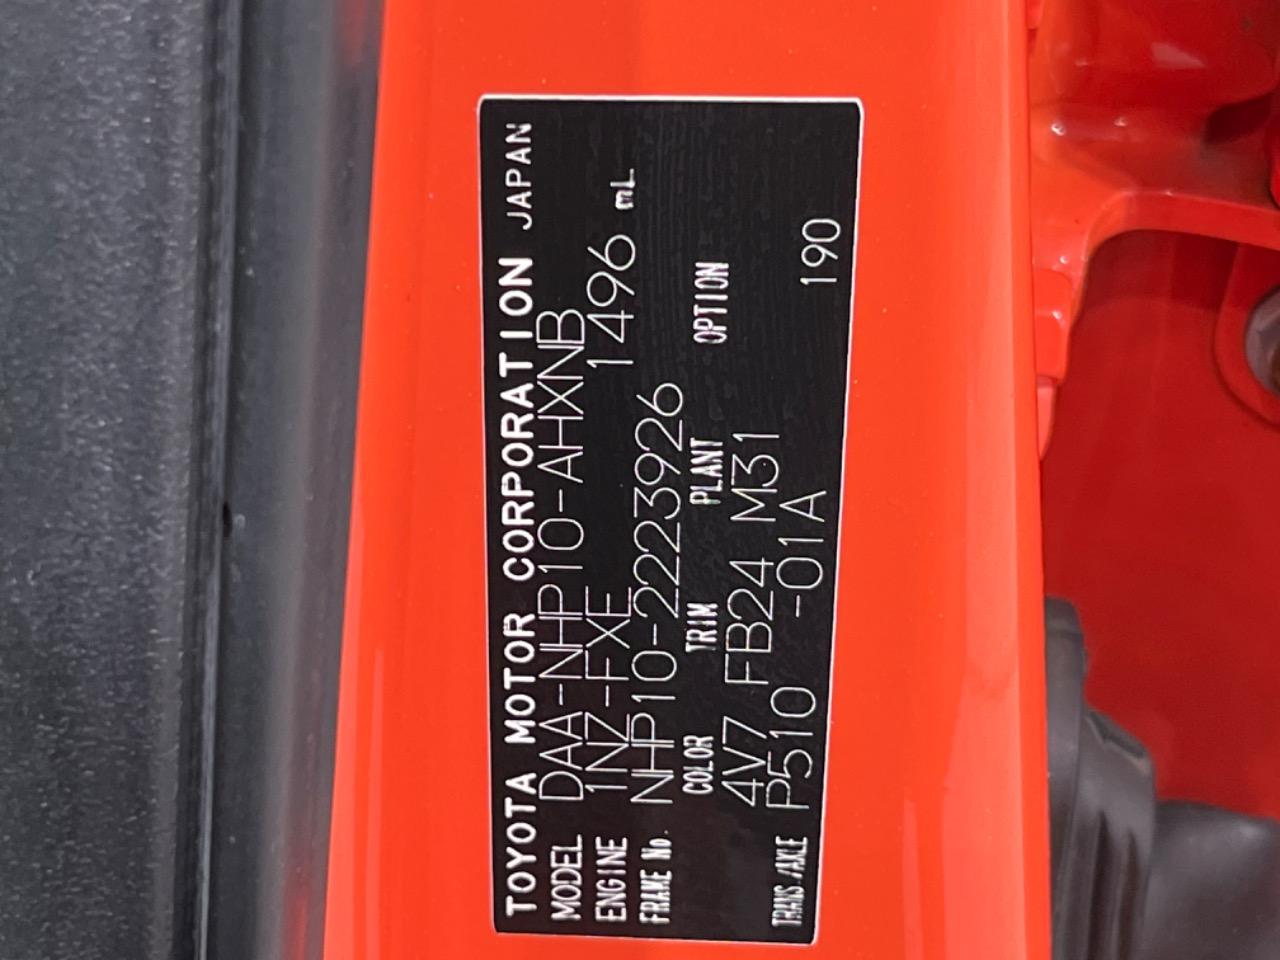 TOYOTA MOTOR CORPORATION JAPAN
MODEL DAA-NHP10-AHXNB
ENGINE 1NZ-FXE 1496 mL
FRAME No. NHP10-2223926
COLOR TRIM PLANT OPTION
4V7 FB24 M31
TRANS./AXLE P510 -01A 190